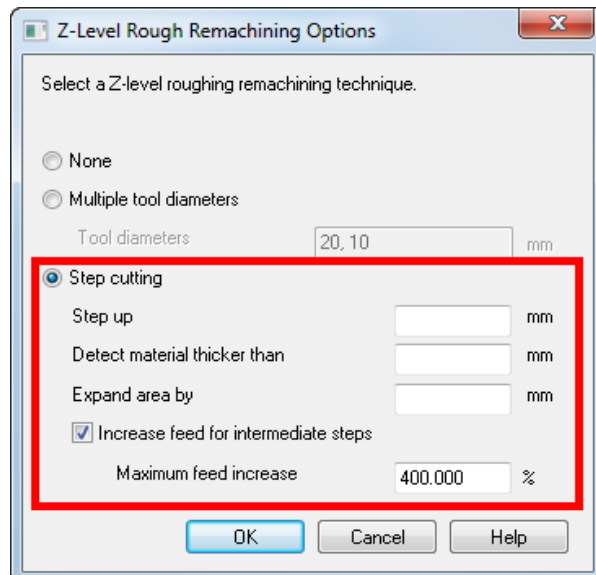 Z-Level Rough Remachining Options
Select a Z-level roughing remachining technique.
None
Multiple tool diameters
Tool diameters 20, 10 mm
Step cutting
Step up mm
Detect material thicker than mm
Expand area by mm
Increase feed for intermediate steps
Maximum feed increase 400.000 %
OK Cancel Help